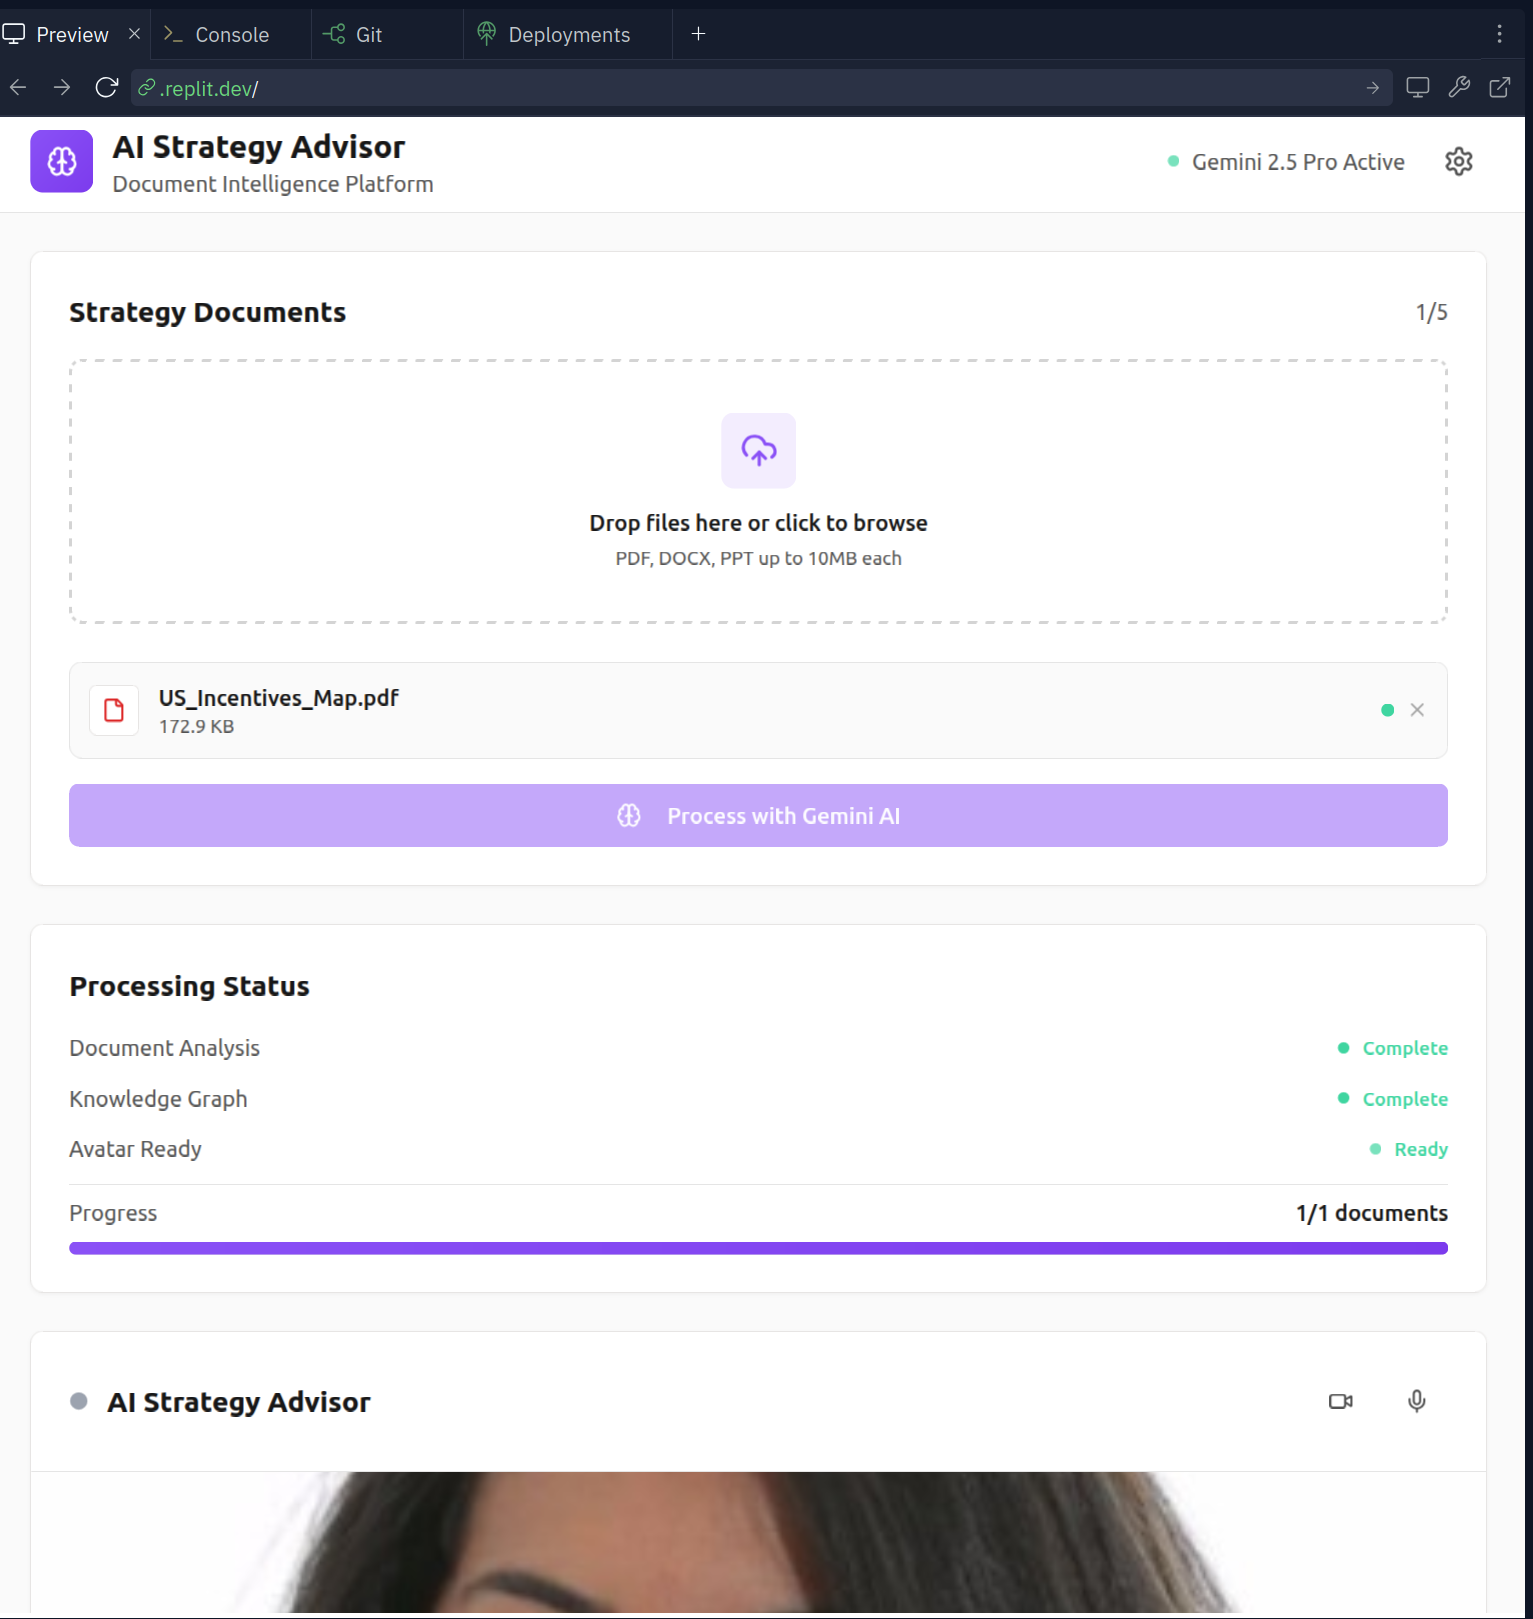 Preview
Console
Git
Deployments
.replit.dev/
AI Strategy Advisor
Document Intelligence Platform
Gemini 2.5 Pro Active
Strategy Documents
1/5
Drop files here or click to browse
PDF, DOCX, PPT up to 10MB each
US_Incentives_Map.pdf
172.9 KB
Process with Gemini AI
Processing Status
Document Analysis
Complete
Knowledge Graph
Complete
Avatar Ready
Ready
Progress
1/1 documents
AI Strategy Advisor